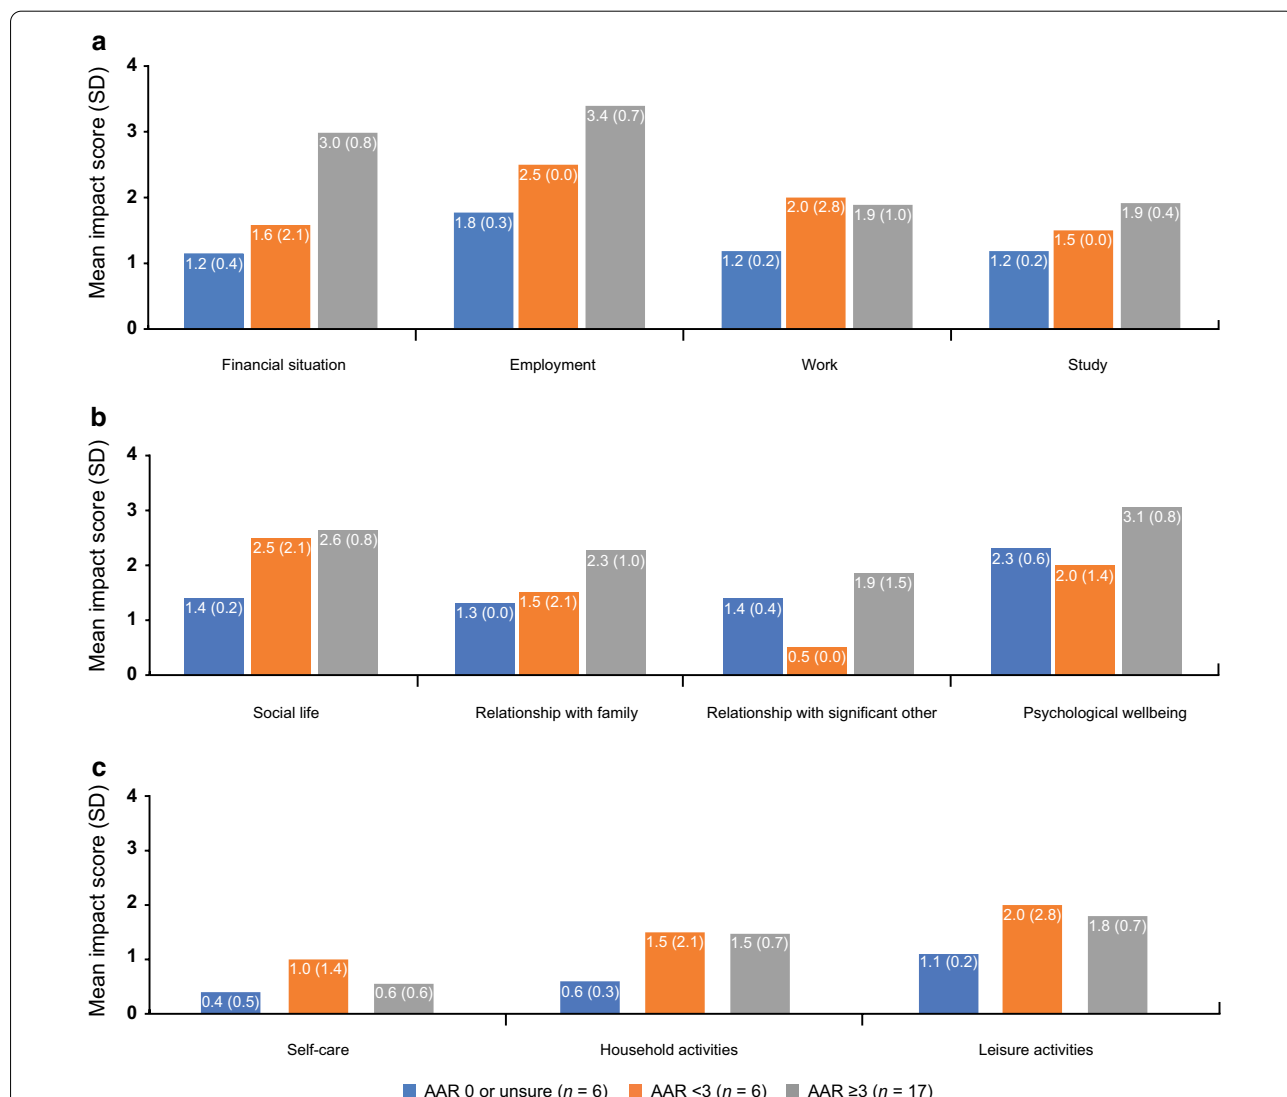 a
Mean impact score (SD)
4
3
2
1
0
1.2 (0.4)
1.6 (2.1)
3.0 (0.8)
1.8 (0.3)
2.5 (0.0)
3.4 (0.7)
1.2 (0.2)
2.0 (2.8)
1.9 (1.0)
1.2 (0.2)
1.5 (0.0)
1.9 (0.4)
Financial situation
Employment
Work
Study
b
Mean impact score (SD)
4
3
2
1
0
1.4 (0.2)
2.5 (2.1)
2.6 (0.8)
1.3 (0.0)
1.5 (2.1)
2.3 (1.0)
1.4 (0.4)
0.5 (0.0)
1.9 (1.5)
2.3 (0.6)
2.0 (1.4)
3.1 (0.8)
Social life
Relationship with family
Relationship with significant other
Psychological wellbeing
c
Mean impact score (SD)
4
3
2
1
0
0.4 (0.5)
1.0 (1.4)
0.6 (0.6)
0.6 (0.3)
1.5 (2.1)
1.5 (0.7)
1.1 (0.2)
2.0 (2.8)
1.8 (0.7)
Self-care
Household activities
Leisure activities
AAR 0 or unsure (n = 6)
AAR <3 (n = 6)
AAR ≥3 (n = 17)